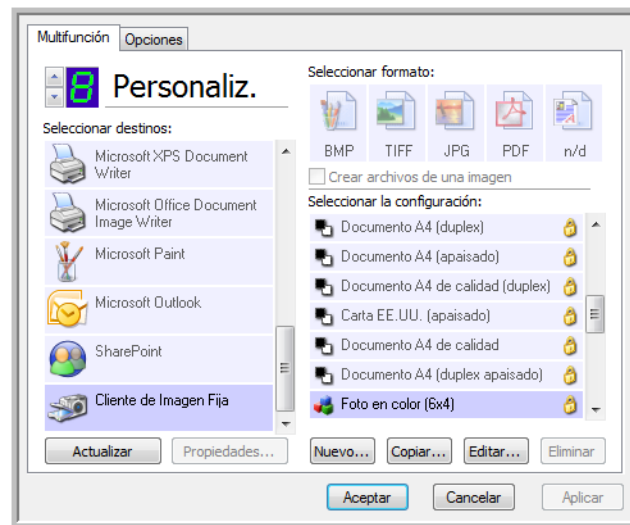 Multifunción Opciones
8 Personaliz.
Seleccionar destinos:
Microsoft XPS Document
Writer
Microsoft Office Document
Image Writer
Microsoft Paint
Microsoft Outlook
SharePoint
Cliente de Imagen Fija
Actualizar Propiedades...
Seleccionar formato:
BMP TIFF JPG PDF n/d
Crear archivos de una imagen
Seleccionar la configuración:
Documento A4 (duplex)
Documento A4 (apaisado)
Documento A4 de calidad (duplex)
Carta EE.UU. (apaisado)
Documento A4 de calidad
Documento A4 (duplex apaisado)
Foto en color (6x4)
Nuevo... Copiar... Editar... Eliminar
Aceptar Cancelar Aplicar